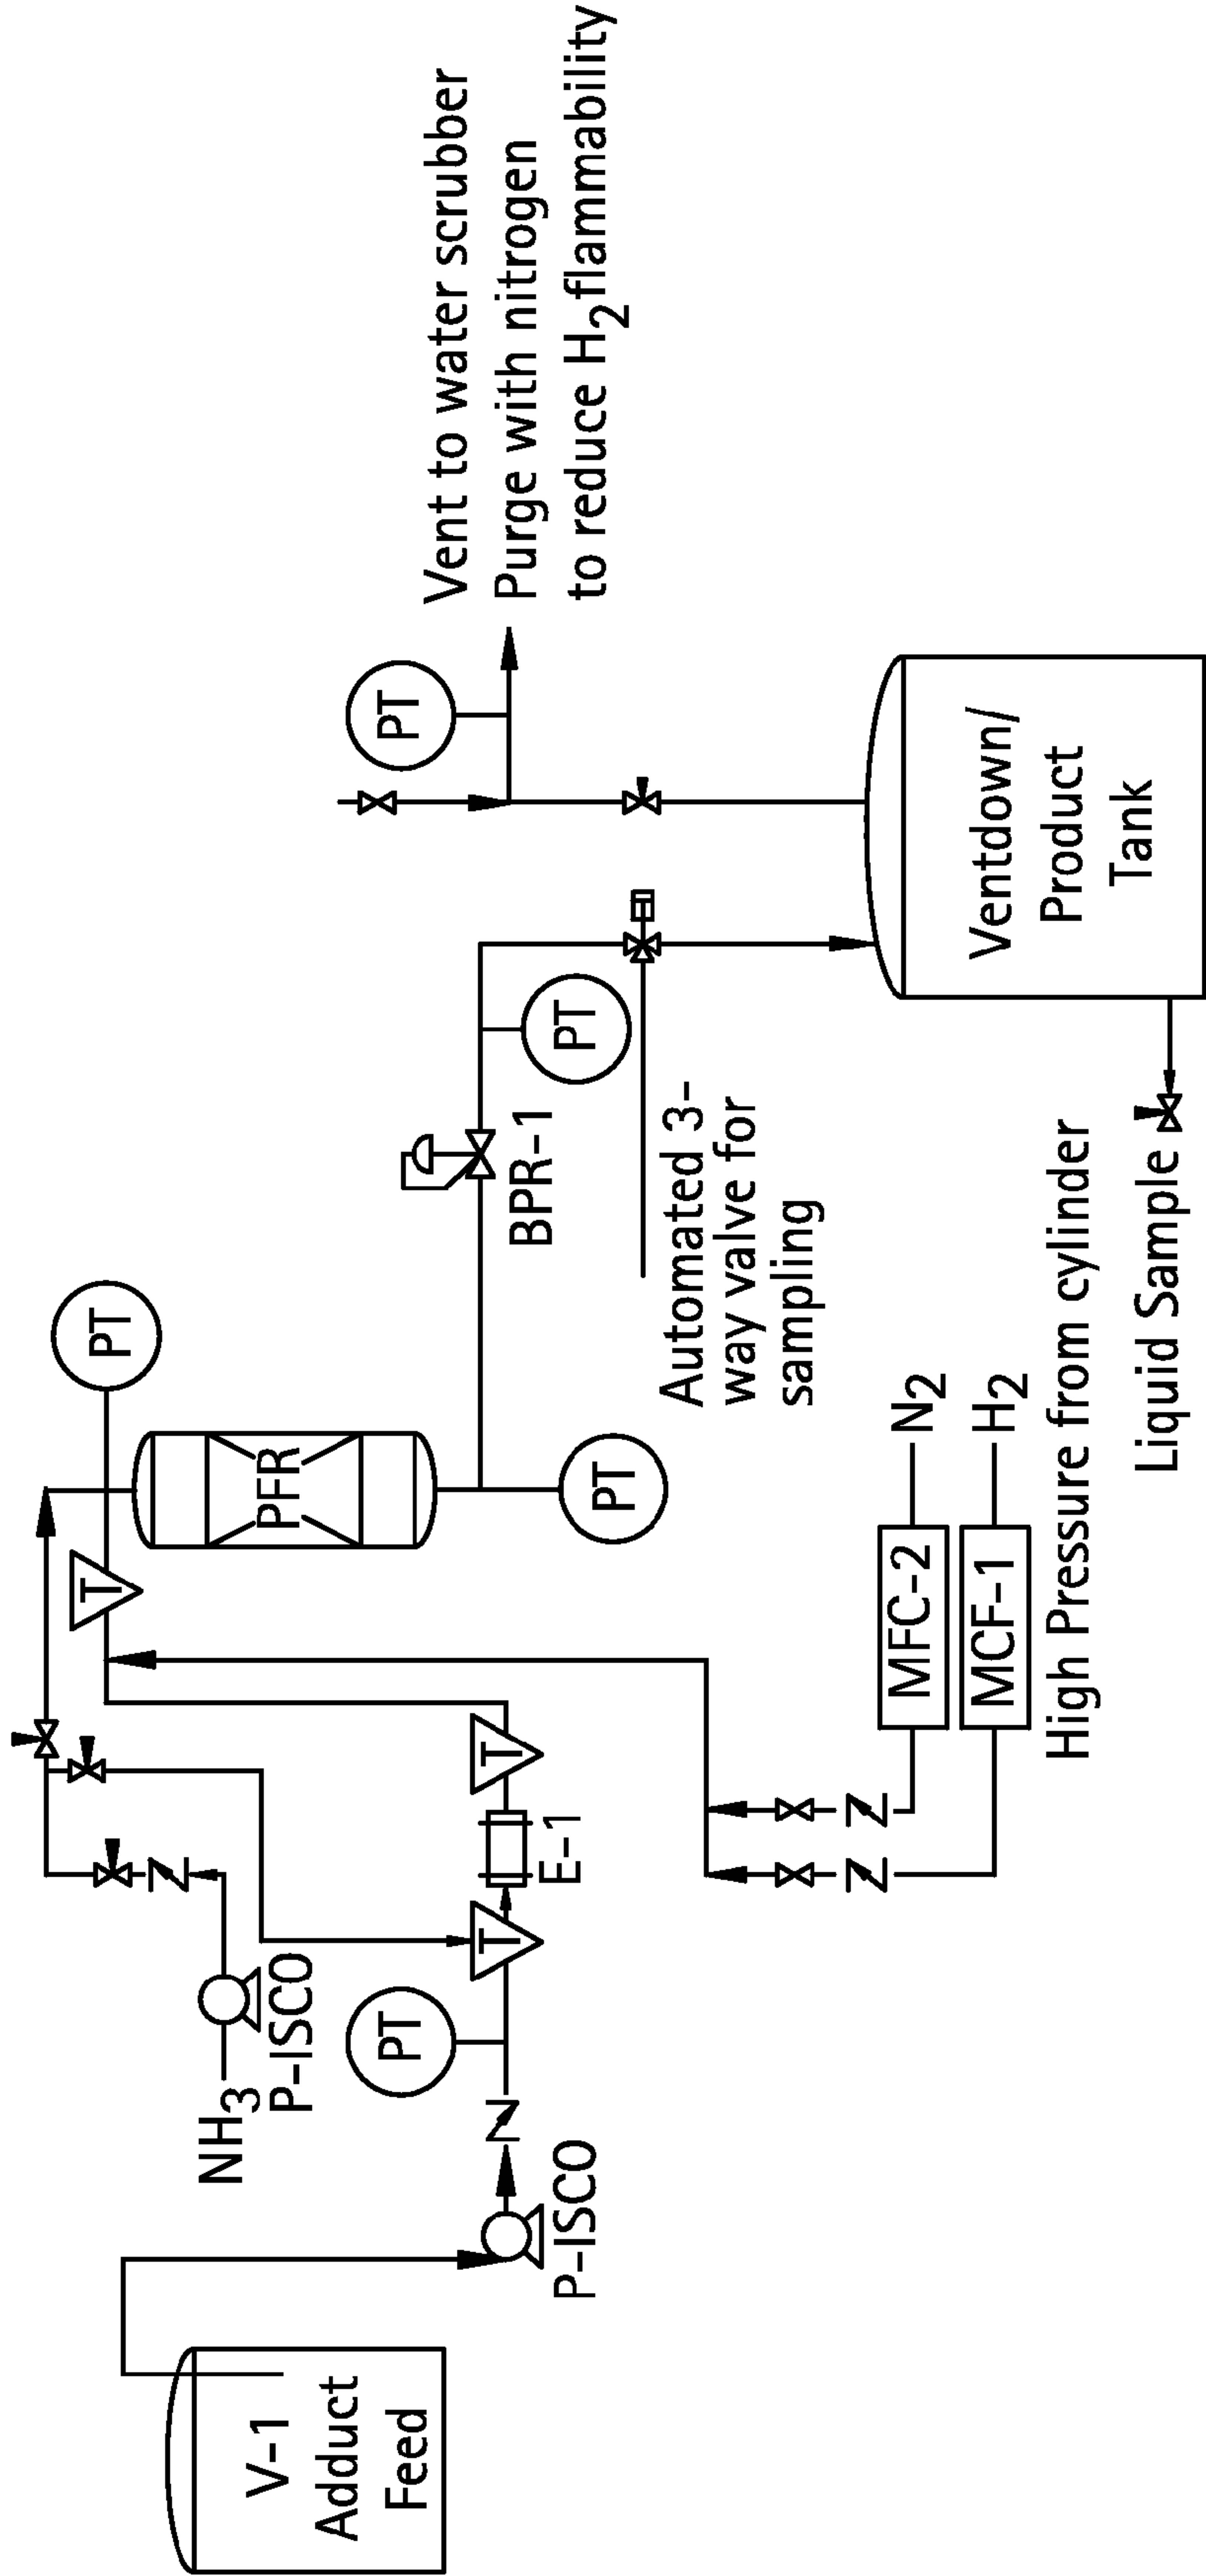 V-1
Adduct
Feed
P-ISCO
NH3
P-ISCO
PT
T
E-1
T
T
PT
PFR
PT
BPR-1
PT
Automated 3-
way valve for
sampling
PT
Vent to water scrubber
Purge with nitrogen
to reduce H2 flammability
Ventdown/
Product
Tank
MFC-2
N2
MCF-1
H2
High Pressure from cylinder
Liquid Sample